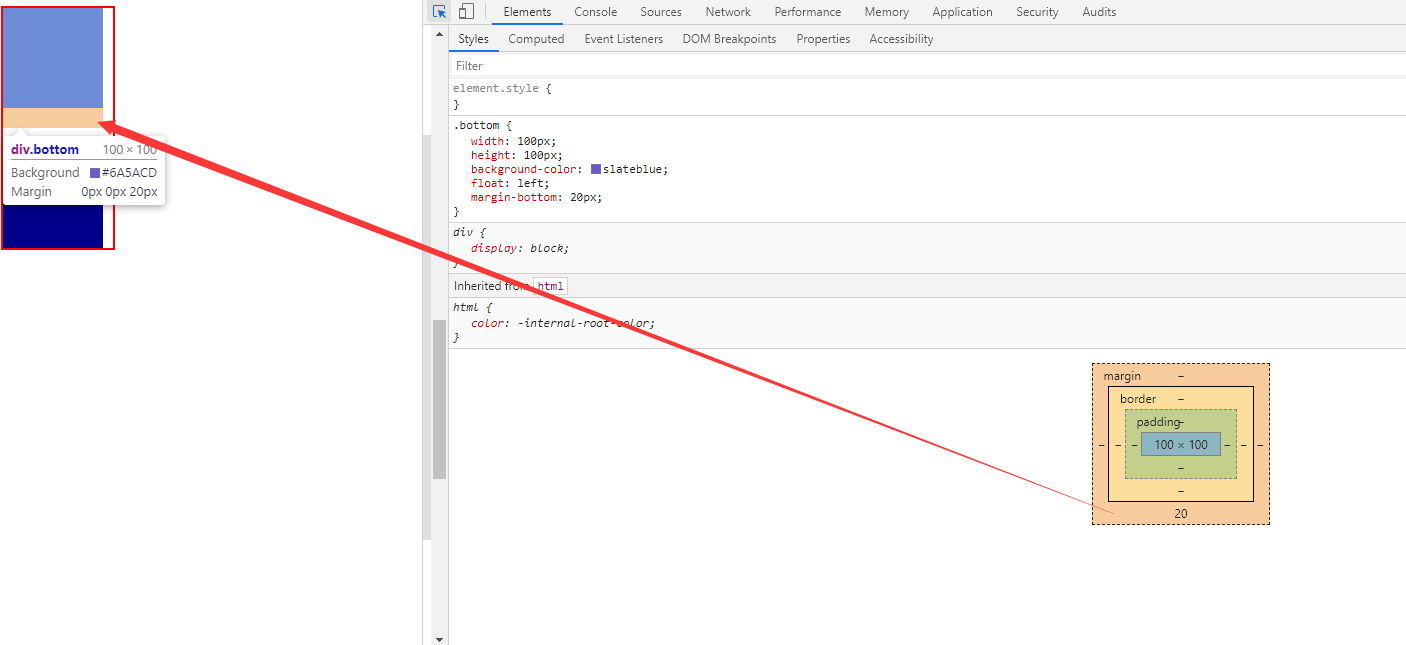 Elements Console Sources Network Performance Memory Application Security Audits
Styles Computed Event Listeners DOM Breakpoints Properties Accessibility
Filter
element.style {
}
.bottom {
width: 100px;
height: 100px;
background-color: slateblue;
float: left;
margin-bottom: 20px;
}
div {
display: block;
}
Inherited from html
html {
color: -internal-root-color;
}
div.bottom 100 × 100
Background #6A5ACD
Margin 0px 0px 20px
margin –
border –
padding –
– – – 100 × 100 – – –
–
–
20